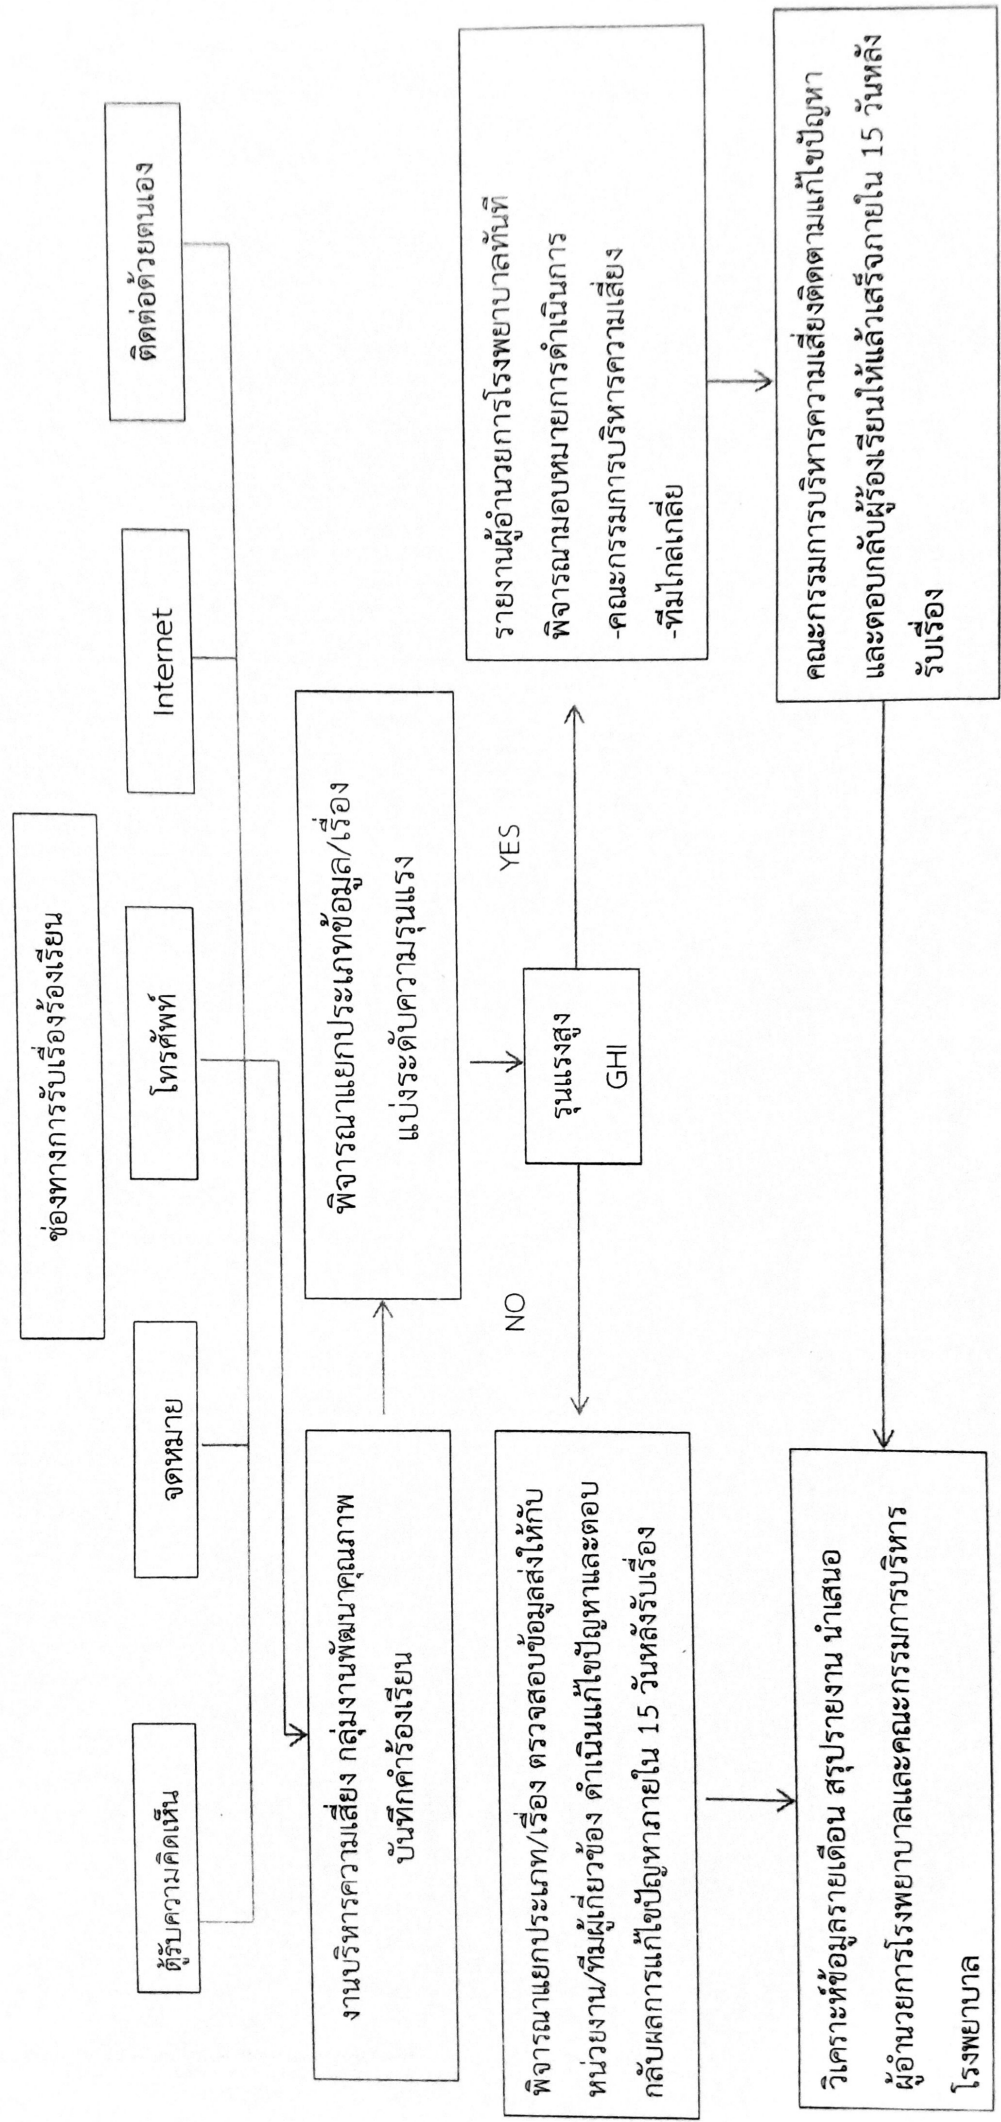 ช่องทางการรับเรื่องร้องเรียน
ตู้รับความคิดเห็น
จดหมาย
โทรศัพท์
Internet
ติดต่อด้วยตนเอง
งานบริหารความเสี่ยง กลุ่มงานพัฒนาคุณภาพ
บันทึกคำร้องเรียน
พิจารณาแยกประเภทข้อมูล/เรื่อง
แบ่งระดับความรุนแรง
รุนแรงสูง
GHI
NO
YES
พิจารณาแยกประเภท/เรื่อง ตรวจสอบข้อมูลส่งให้กับ
หน่วยงาน/ทีมผู้เกี่ยวข้อง ดำเนินแก้ไขปัญหาและตอบ
กลับผลการแก้ไขปัญหาภายใน 15 วันหลังรับเรื่อง
รายงานผู้อำนวยการโรงพยาบาลทันที
พิจารณามอบหมายการดำเนินการ
-คณะกรรมการบริหารความเสี่ยง
-ทีมไกล่เกลี่ย
คณะกรรมการบริหารความเสี่ยงติดตามแก้ไขปัญหา
และตอบกลับผู้ร้องเรียนให้แล้วเสร็จภายใน 15 วันหลัง
รับเรื่อง
วิเคราะห์ข้อมูลรายเดือน สรุปรายงาน นำเสนอ
ผู้อำนวยการโรงพยาบาลและคณะกรรมการบริหาร
โรงพยาบาล